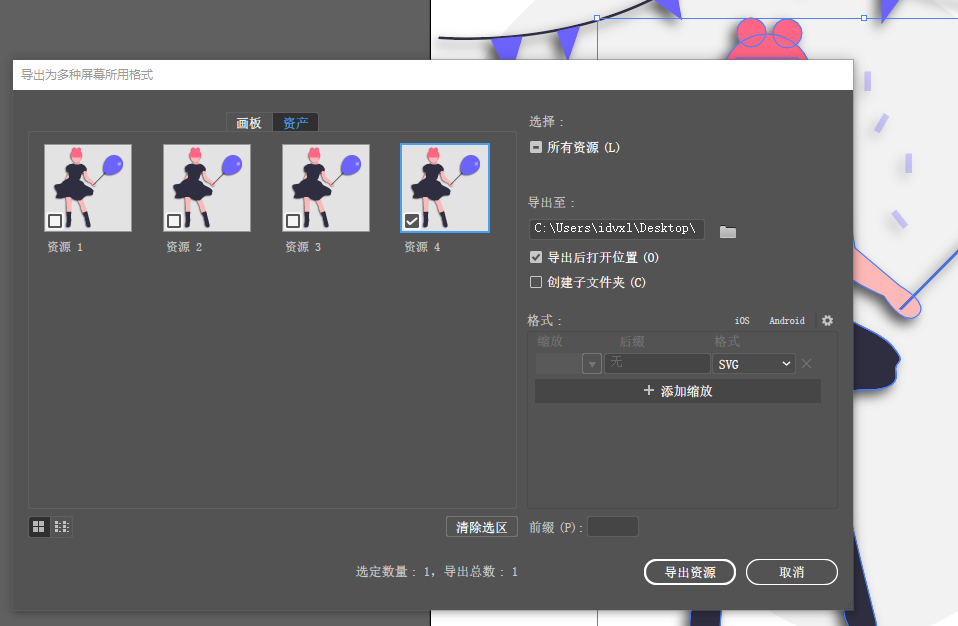 导出为多种屏幕所用格式
画板 资产
资源 1 资源 2 资源 3 资源 4
选择：
所有资源 (L)
导出至：
C:\Users\idvxl\Desktop\
导出后打开位置 (O)
创建子文件夹 (C)
格式： iOS Android
缩放 后缀 格式
无 SVG
+ 添加缩放
清除选区 前缀 (P)：
选定数量：1，导出总数：1
导出资源 取消